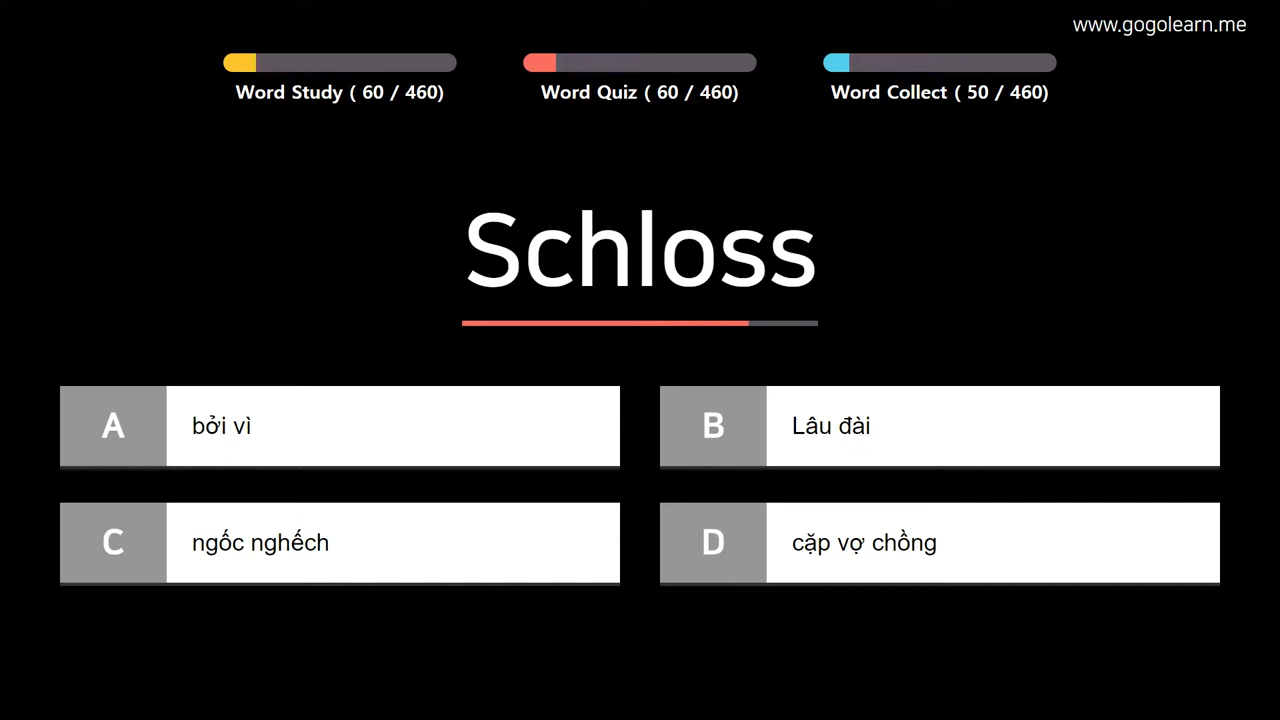 www.gogolearn.me
Word Study ( 60 / 460)
Word Quiz ( 60 / 460)
Word Collect ( 50 / 460)
Schloss
A bởi vì
B Lâu đài
C ngốc nghếch
D cặp vợ chồng